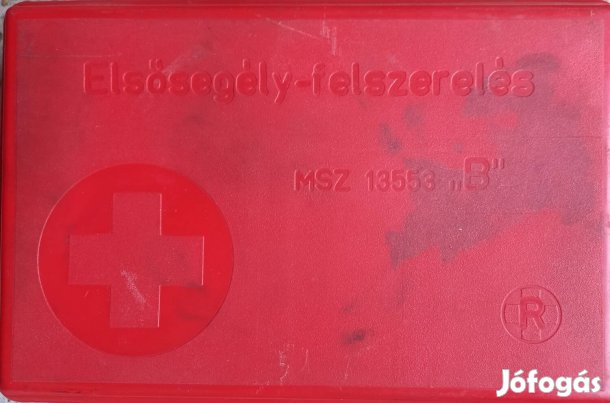 Elsősegély-felszerelés
MSZ 13553 „B"
R
Jófogás